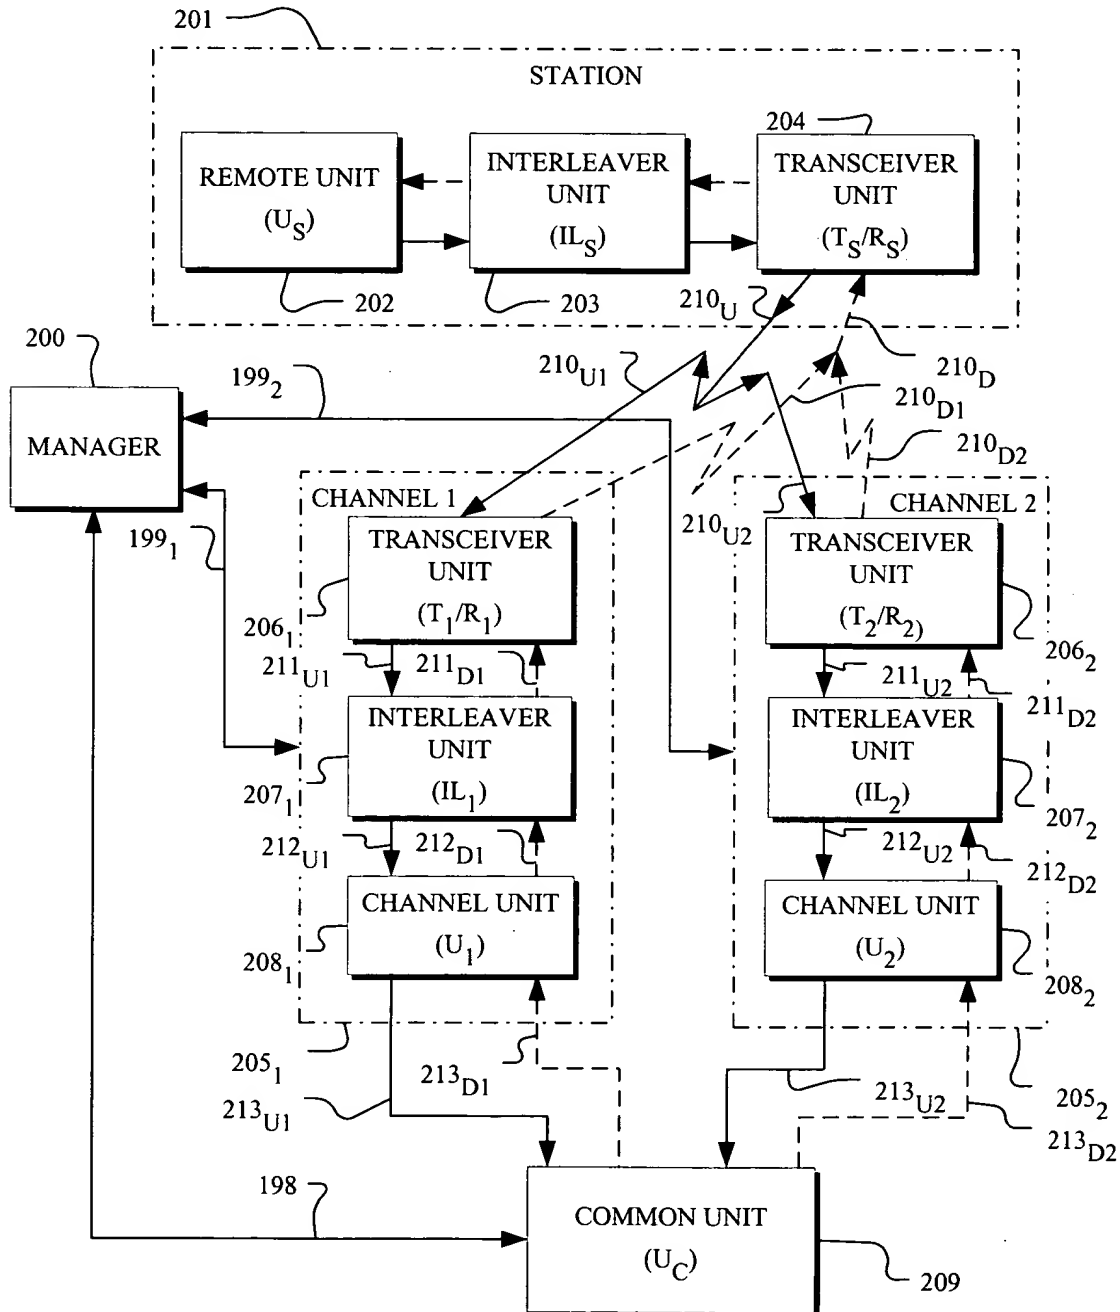 201
STATION
204
REMOTE UNIT
(U_S)
INTERLEAVER
UNIT
(IL_S)
TRANSCEIVER
UNIT
(T_S/R_S)
202
203
210_U
200
199_2
210_U1
210_D
210_D1
MANAGER
210_D2
CHANNEL 1
CHANNEL 2
199_1
210_U2
TRANSCEIVER
UNIT
(T_1/R_1)
TRANSCEIVER
UNIT
(T_2/R_2)
206_1
206_2
211_U1
211_D1
211_U2
211_D2
INTERLEAVER
UNIT
(IL_1)
INTERLEAVER
UNIT
(IL_2)
207_1
207_2
212_U1
212_D1
212_U2
212_D2
CHANNEL UNIT
(U_1)
CHANNEL UNIT
(U_2)
208_1
208_2
205_1
213_D1
213_U2
205_2
213_U1
213_D2
198
COMMON UNIT
(U_C)
209